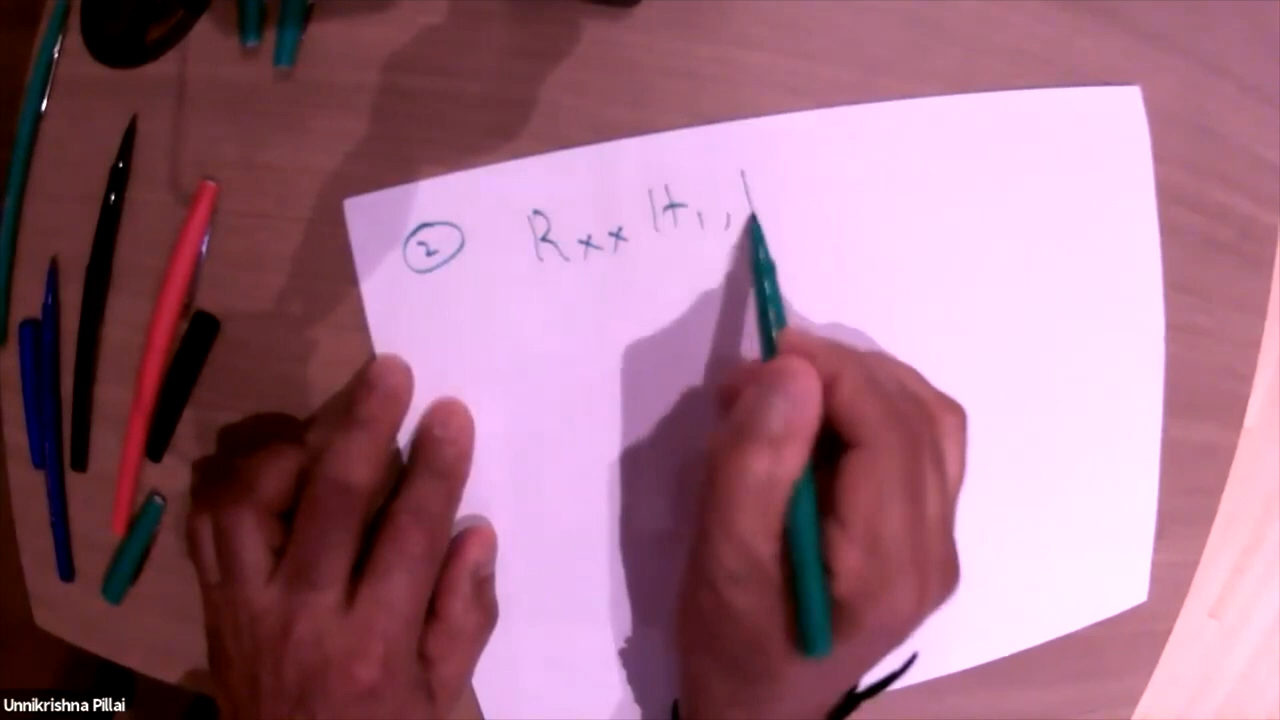 ② Rxx (t₁,
Unnikrishna Pillai